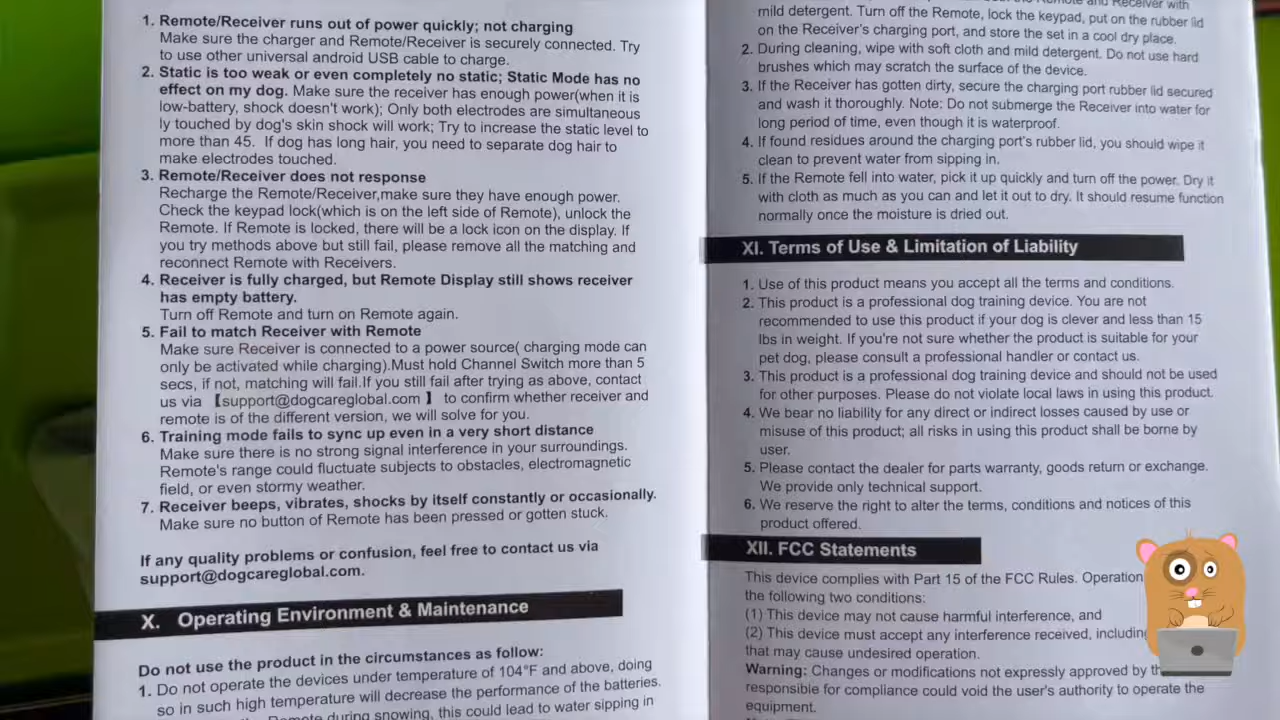 1. Remote/Receiver runs out of power quickly; not charging
Make sure the charger and Remote/Receiver is securely connected. Try
to use other universal android USB cable to charge.
2. Static is too weak or even completely no static; Static Mode has no
effect on my dog. Make sure the receiver has enough power(when it is
low-battery, shock doesn't work); Only both electrodes are simultaneous
ly touched by dog's skin shock will work; Try to increase the static level to
more than 45. If dog has long hair, you need to separate dog hair to
make electrodes touched.
3. Remote/Receiver does not response
Recharge the Remote/Receiver,make sure they have enough power.
Check the keypad lock(which is on the left side of Remote), unlock the
Remote. If Remote is locked, there will be a lock icon on the display. If
you try methods above but still fail, please remove all the matching and
reconnect Remote with Receivers.
4. Receiver is fully charged, but Remote Display still shows receiver
has empty battery.
Turn off Remote and turn on Remote again.
5. Fail to match Receiver with Remote
Make sure Receiver is connected to a power source( charging mode can
only be activated while charging).Must hold Channel Switch more than 5
secs, if not, matching will fail.If you still fail after trying as above, contact
us via 【support@dogcareglobal.com 】 to confirm whether receiver and
remote is of the different version, we will solve for you.
6. Training mode fails to sync up even in a very short distance
Make sure there is no strong signal interference in your surroundings.
Remote's range could fluctuate subjects to obstacles, electromagnetic
field, or even stormy weather.
7. Receiver beeps, vibrates, shocks by itself constantly or occasionally.
Make sure no button of Remote has been pressed or gotten stuck.
If any quality problems or confusion, feel free to contact us via
support@dogcareglobal.com.
X. Operating Environment & Maintenance
Do not use the product in the circumstances as follow:
1. Do not operate the devices under temperature of 104°F and above, doing
so in such high temperature will decrease the performance of the batteries.
Remote during snowing, this could lead to water sipping in
Remote and Receiver with
mild detergent. Turn off the Remote, lock the keypad, put on the rubber lid
on the Receiver's charging port, and store the set in a cool dry place.
2. During cleaning, wipe with soft cloth and mild detergent. Do not use hard
brushes which may scratch the surface of the device.
3. If the Receiver has gotten dirty, secure the charging port rubber lid secured
and wash it thoroughly. Note: Do not submerge the Receiver into water for
long period of time, even though it is waterproof.
4. If found residues around the charging port's rubber lid, you should wipe it
clean to prevent water from sipping in.
5. If the Remote fell into water, pick it up quickly and turn off the power. Dry it
with cloth as much as you can and let it out to dry. It should resume function
normally once the moisture is dried out.
XI. Terms of Use & Limitation of Liability
1. Use of this product means you accept all the terms and conditions.
2. This product is a professional dog training device. You are not
recommended to use this product if your dog is clever and less than 15
lbs in weight. If you're not sure whether the product is suitable for your
pet dog, please consult a professional handler or contact us.
3. This product is a professional dog training device and should not be used
for other purposes. Please do not violate local laws in using this product.
4. We bear no liability for any direct or indirect losses caused by use or
misuse of this product; all risks in using this product shall be borne by
user.
5. Please contact the dealer for parts warranty, goods return or exchange.
We provide only technical support.
6. We reserve the right to alter the terms, conditions and notices of this
product offered.
XII. FCC Statements
This device complies with Part 15 of the FCC Rules. Operation
the following two conditions:
(1) This device may not cause harmful interference, and
(2) This device must accept any interference received, including
that may cause undesired operation.
Warning: Changes or modifications not expressly approved by
responsible for compliance could void the user's authority to operate the
equipment.